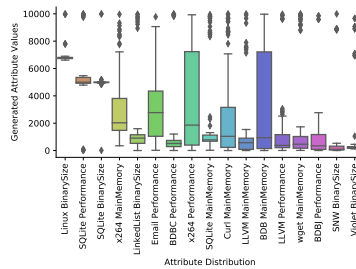 Generated Attribute Values
10000
8000
6000
4000
2000
0
Linux BinarySize
SQLite Performance
SQLite BinarySize
x264 MainMemory
LinkedList BinarySize
Email Performance
BDBC Performance
x264 Performance
SQLite MainMemory
Curl MainMemory
LLVM MainMemory
BDB MainMemory
LLVM Performance
wget MainMemory
BDBJ Performance
SNW BinarySize
Violet BinarySize
Attribute Distribution